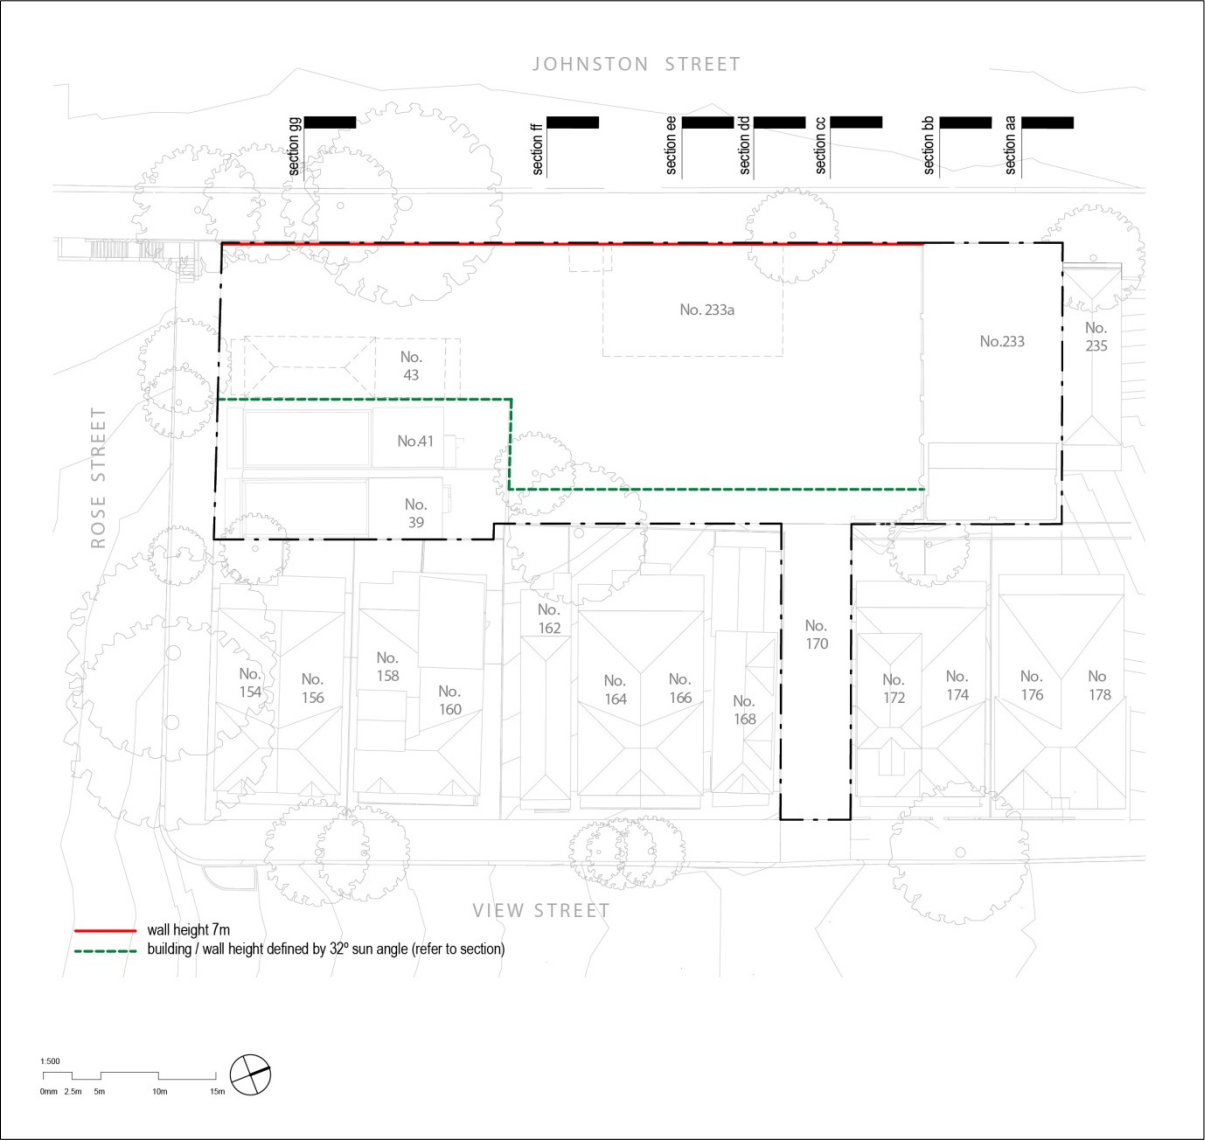 JOHNSTON STREET
section gg
section ff
section ee
section dd
section cc
section bb
section aa
No. 233a
No.233
No.
235
No.
43
No.41
No.
39
ROSE STREET
No.
154
No.
156
No.
158
No.
160
No.
162
No.
164
No.
166
No.
168
No.
170
No.
172
No.
174
No.
176
No
178
VIEW STREET
wall height 7m
building / wall height defined by 32º sun angle (refer to section)
1:500
0mm 2.5m 5m 10m 15m